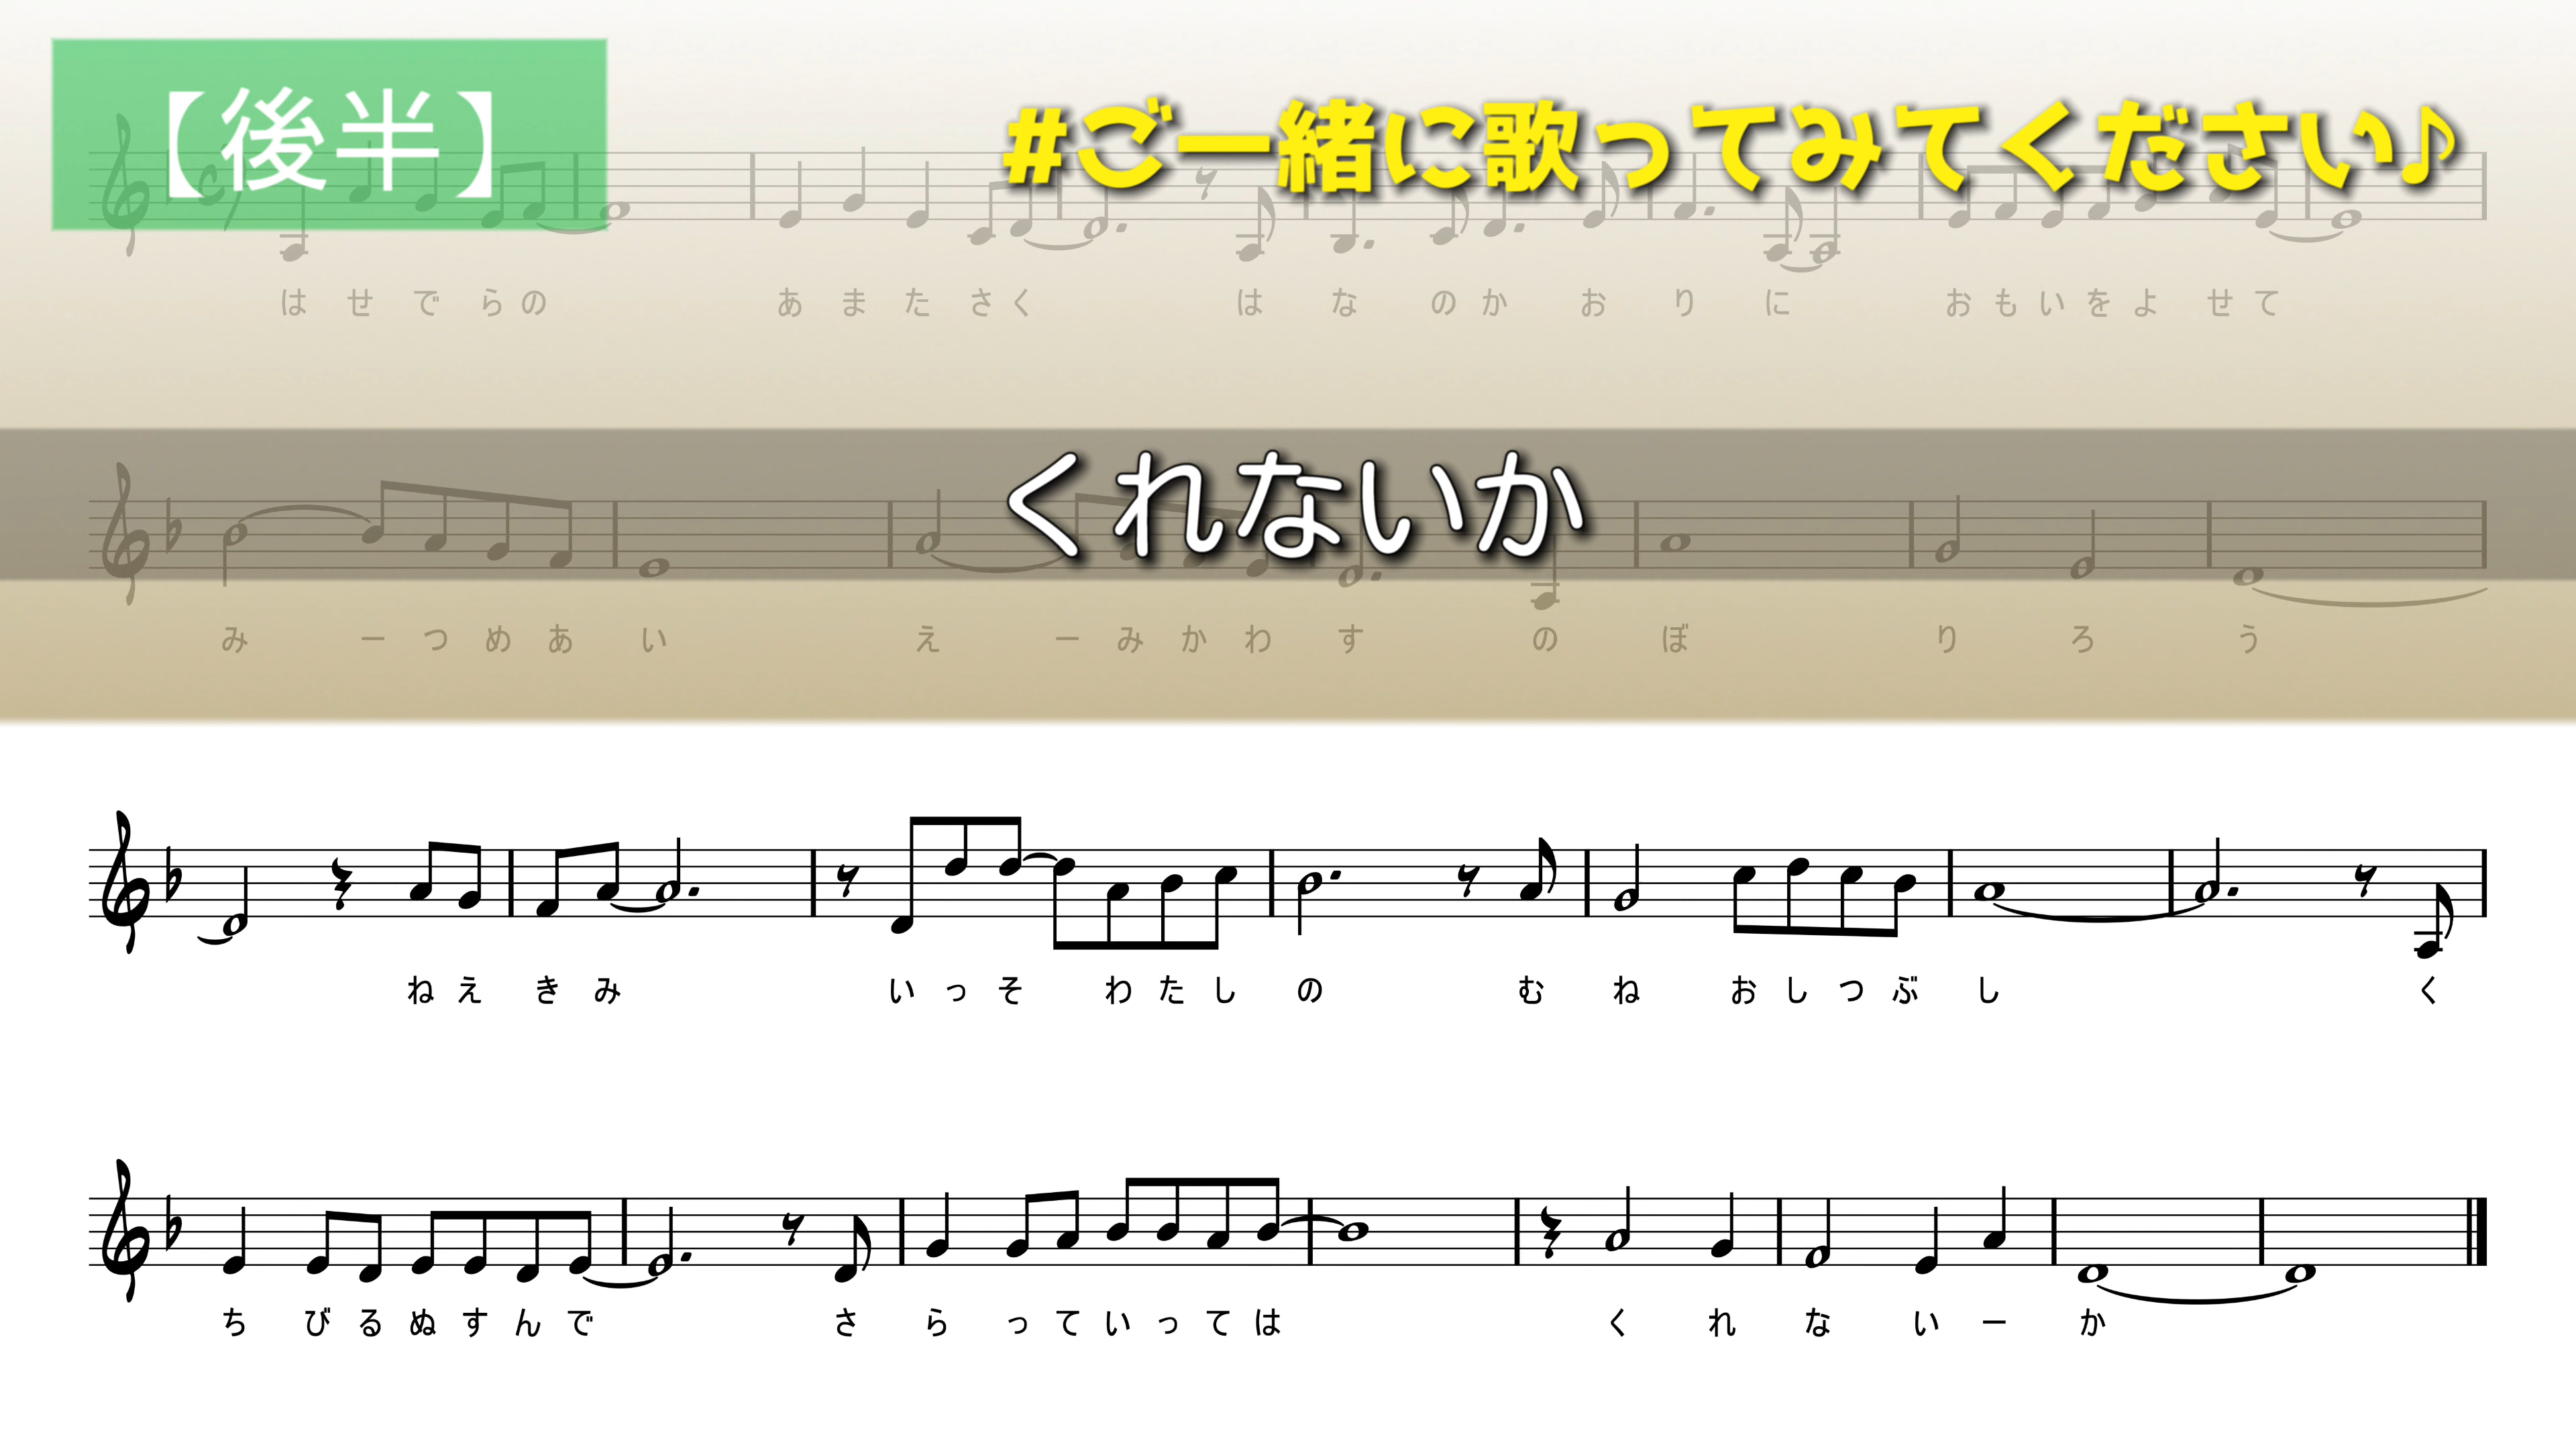 【後半】
#ご一緒に歌ってみてください♪
はせでらの あまたさく はなのかおりに おもいをよせて
くれないか
みーつめあい えーみかわす のぼりろう
ねえきみ いっそわたしの むねおしつぶし く
ちびるぬすんで さらっていっては くれないーか